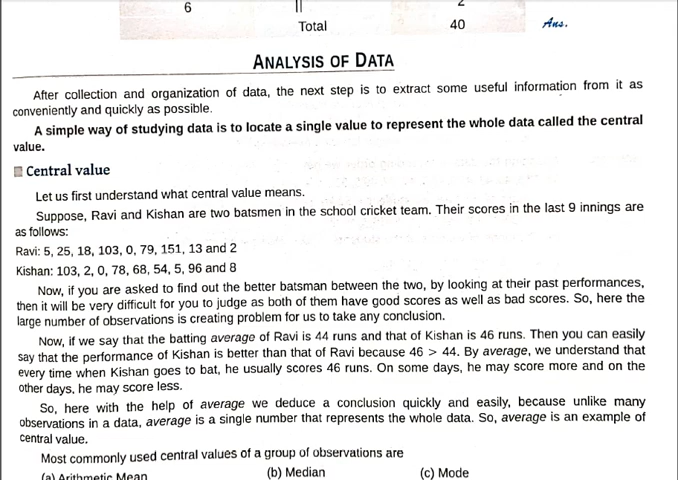 6 || 2
Total 40 Ans.
ANALYSIS OF DATA
After collection and organization of data, the next step is to extract some useful information from it as
conveniently and quickly as possible.
A simple way of studying data is to locate a single value to represent the whole data called the central
value.
Central value
Let us first understand what central value means.
Suppose, Ravi and Kishan are two batsmen in the school cricket team. Their scores in the last 9 innings are
as follows:
Ravi: 5, 25, 18, 103, 0, 79, 151, 13 and 2
Kishan: 103, 2, 0, 78, 68, 54, 5, 96 and 8
Now, if you are asked to find out the better batsman between the two, by looking at their past performances,
then it will be very difficult for you to judge as both of them have good scores as well as bad scores. So, here the
large number of observations is creating problem for us to take any conclusion.
Now, if we say that the batting average of Ravi is 44 runs and that of Kishan is 46 runs. Then you can easily
say that the performance of Kishan is better than that of Ravi because 46 > 44. By average, we understand that
every time when Kishan goes to bat, he usually scores 46 runs. On some days, he may score more and on the
other days, he may score less.
So, here with the help of average we deduce a conclusion quickly and easily, because unlike many
observations in a data, average is a single number that represents the whole data. So, average is an example of
central value.
Most commonly used central values of a group of observations are
(a) Arithmetic Mean (b) Median (c) Mode